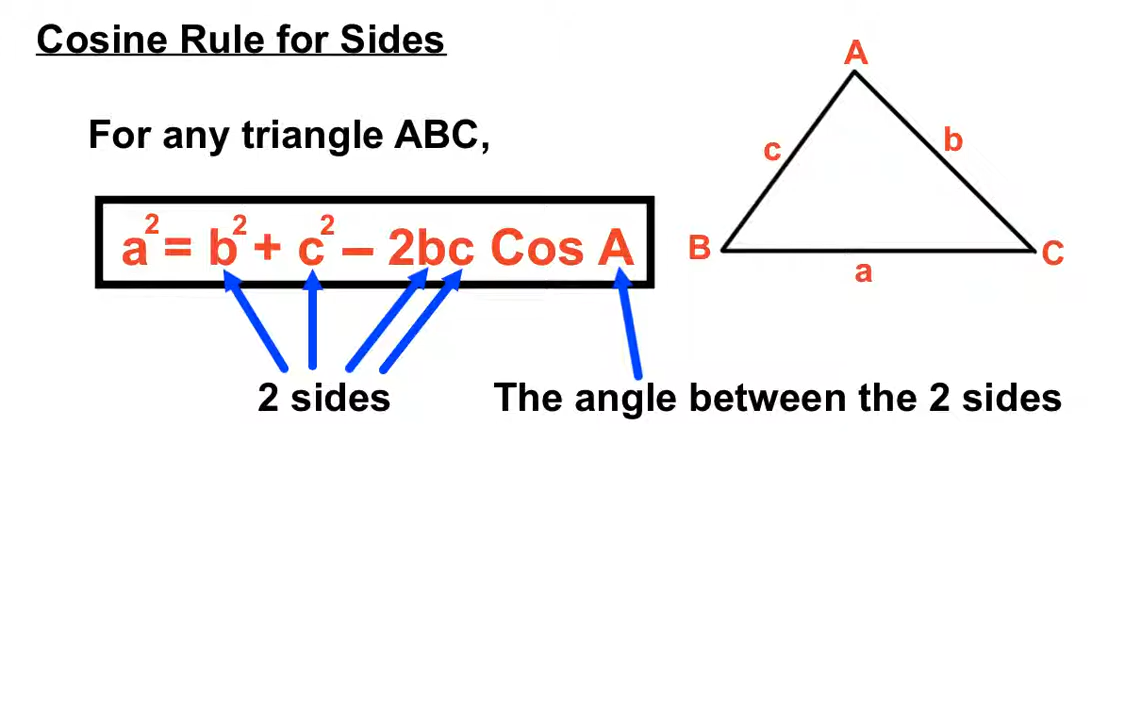 Cosine Rule for Sides
For any triangle ABC,
a² = b² + c² – 2bc Cos A
2 sides
The angle between the 2 sides
A
c
b
B
C
a